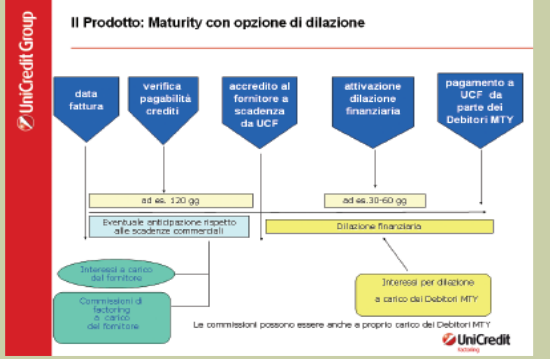 UniCredit Group
Il Prodotto: Maturity con opzione di dilazione
data
fattura
verifica
pagabilità
crediti
accredito al
fornitore a
scadenza
da UCF
attivazione
dilazione
finanziaria
pagamento a
UCF da
parte dei
Debitori MTY
ad es. 120 gg
ad es.30-60 gg
Eventuale anticipazione rispetto
alle scadenze commerciali
Dilazione finanziaria
Interessi a carico
del fornitore
Commissioni di
factoring
a carico
del fornitore
Interessi per dilazione
a carico dei Debitori MTY
Le commissioni possono essere anche a proprio carico dei Debitori MTY
UniCredit
Factoring